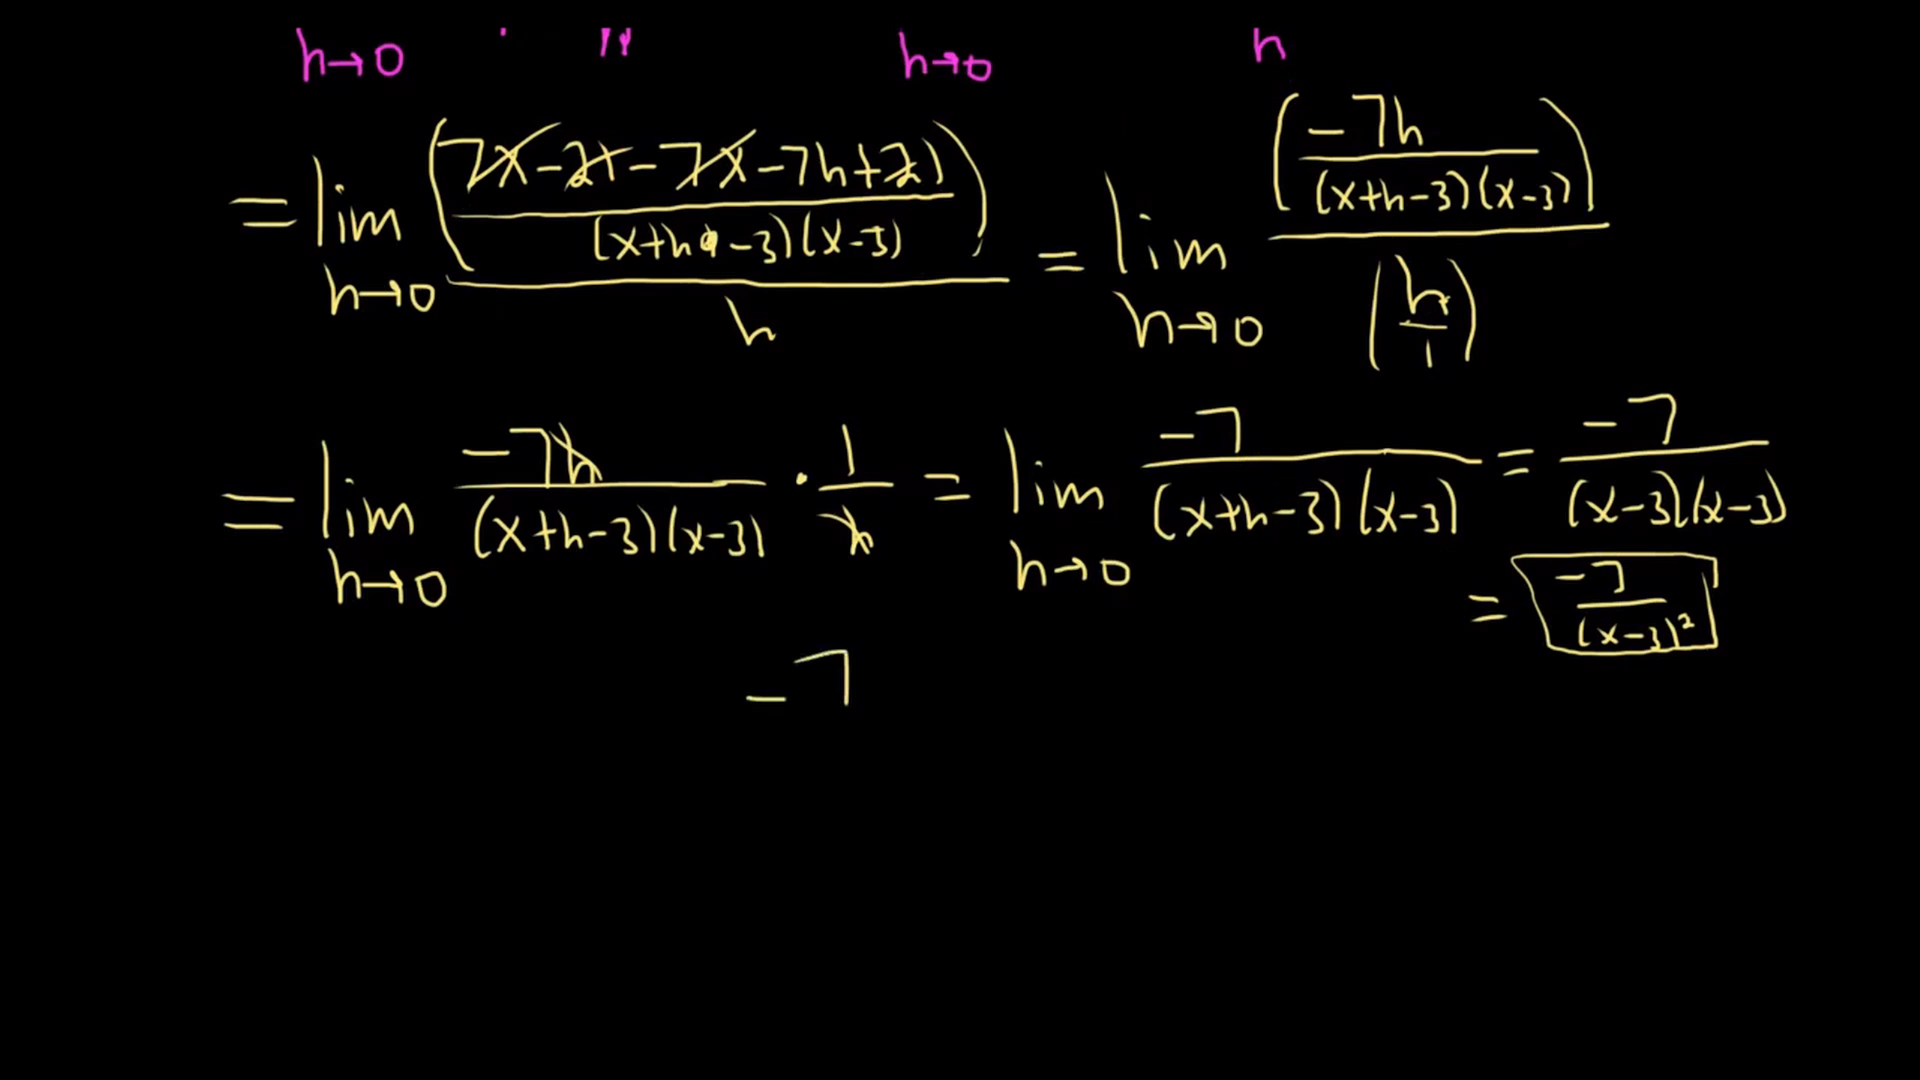 h→0 h→0 h
= lim ((7x-21-7x-7h+21)/((x+h-3)(x-3)))/h = lim ((-7h)/((x+h-3)(x-3)))/(h/1)
h→0 h→0
= lim (-7h)/((x+h-3)(x-3)) · 1/h = lim (-7)/((x+h-3)(x-3)) = (-7)/((x-3)(x-3))
h→0 h→0
= (-7)/((x-3)²)
-7